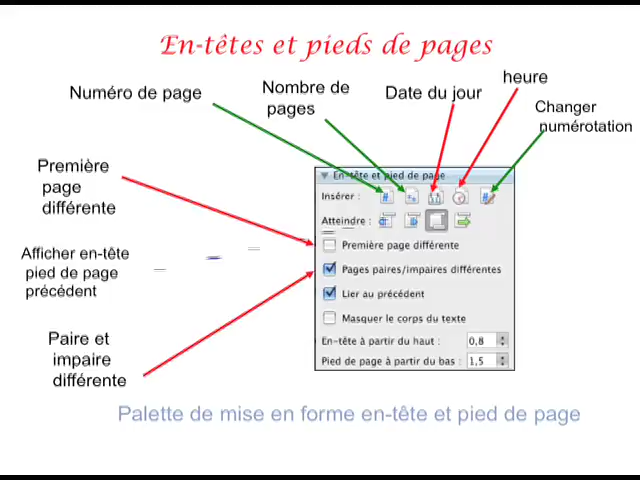 En-têtes et pieds de pages
Numéro de page
Nombre de
pages
Date du jour
heure
Changer
numérotation
Première
page
différente
Afficher en-tête
pied de page
précédent
Paire et
impaire
différente
En-tête et pied de page
Insérer :
Atteindre :
Première page différente
Pages paires/impaires différentes
Lier au précédent
Masquer le corps du texte
En-tête à partir du haut : 0,8
Pied de page à partir du bas : 1,5
Palette de mise en forme en-tête et pied de page